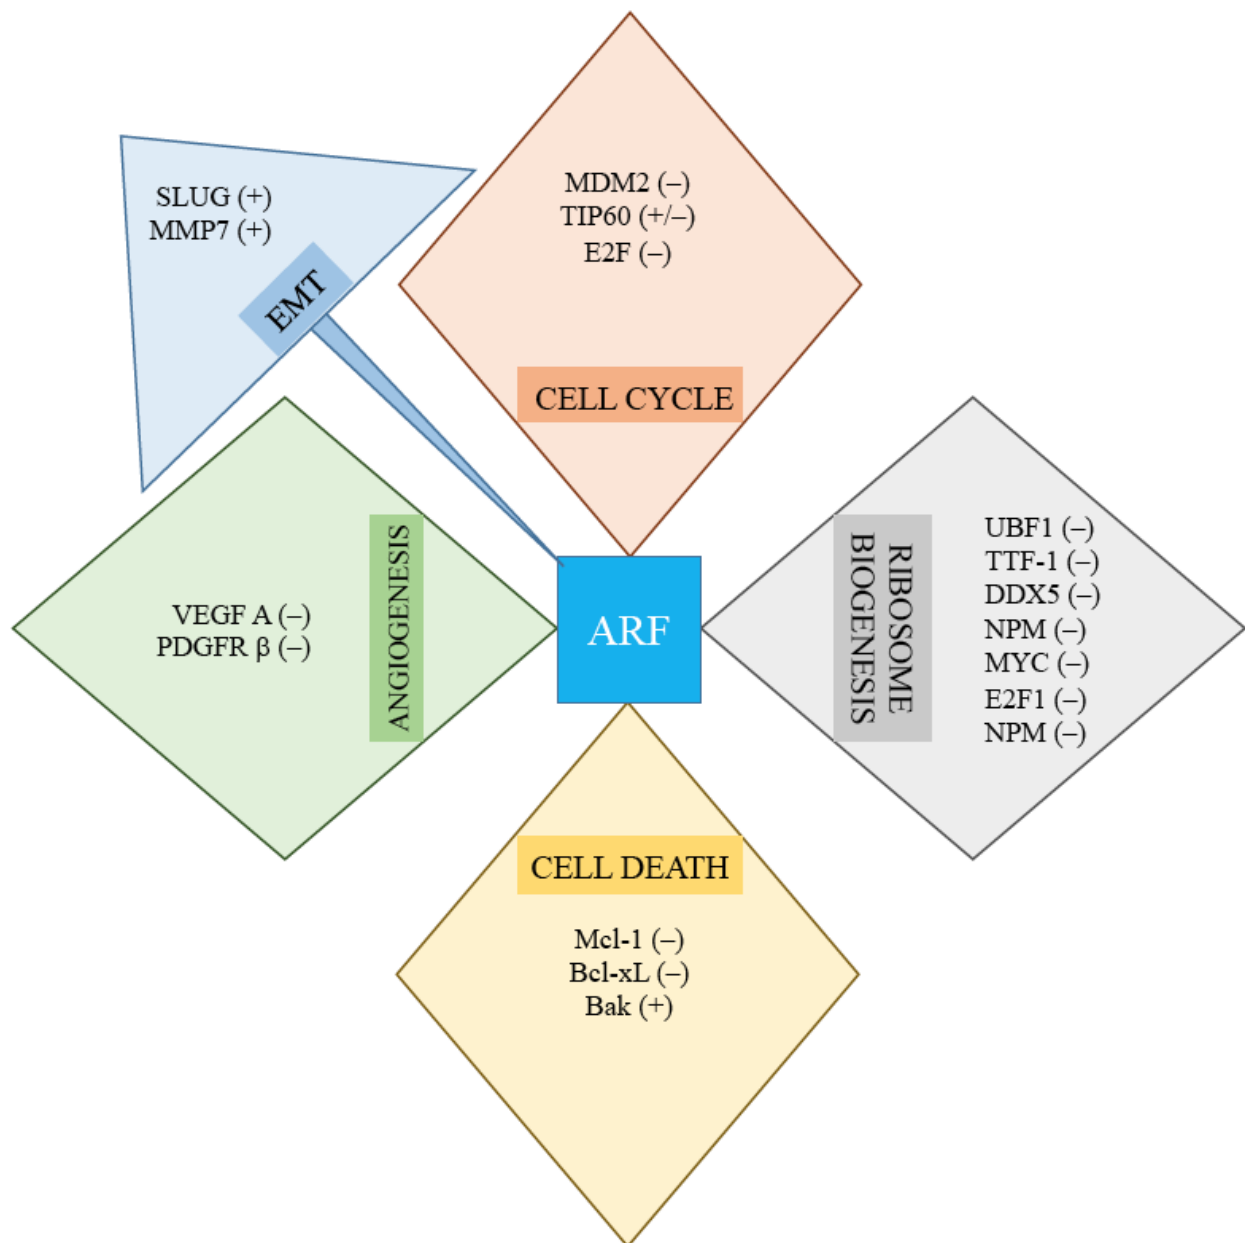 SLUG (+)
MMP7 (+)
EMT
MDM2 (–)
TIP60 (+/–)
E2F (–)
CELL CYCLE
VEGF A (–)
PDGFR β (–)
ANGIOGENESIS
ARF
RIBOSOME
BIOGENESIS
UBF1 (–)
TTF-1 (–)
DDX5 (–)
NPM (–)
MYC (–)
E2F1 (–)
NPM (–)
CELL DEATH
Mcl-1 (–)
Bcl-xL (–)
Bak (+)